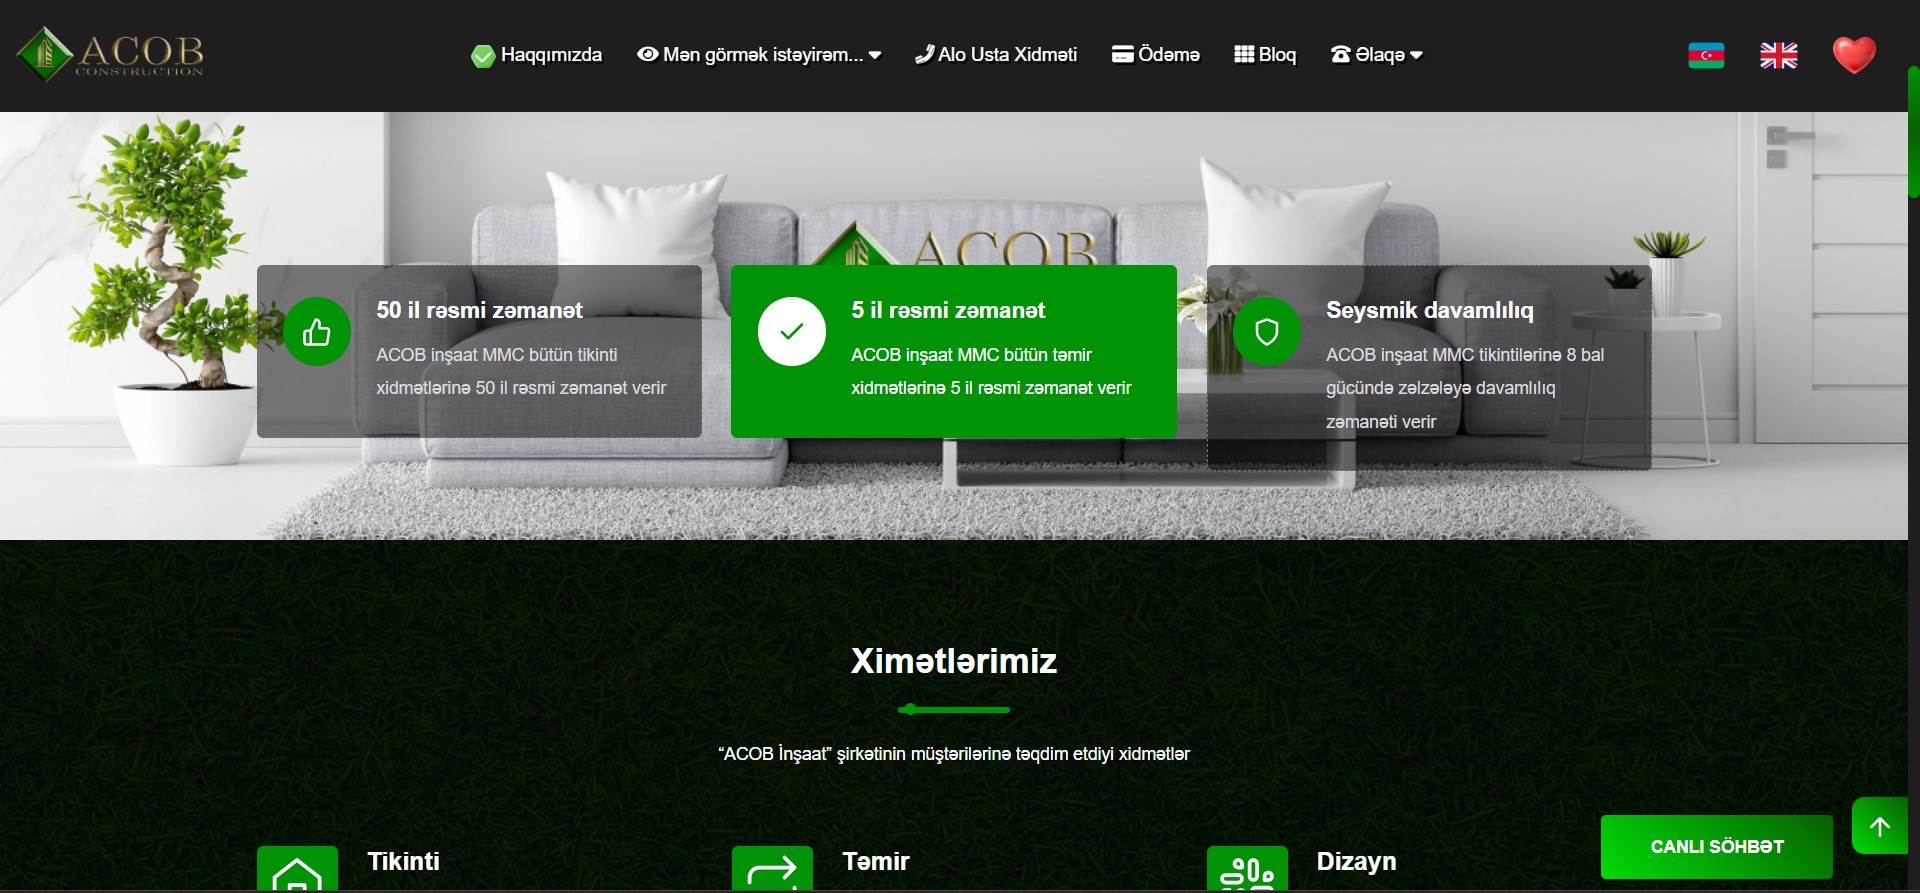 ACOB
CONSTRUCTION
Haqqımızda
Mən görmək istəyirəm...
Alo Usta Xidməti
Ödəmə
Bloq
Əlaqə
ACOB
50 il rəsmi zəmanət
ACOB inşaat MMC bütün tikinti
xidmətlərinə 50 il rəsmi zəmanət verir
5 il rəsmi zəmanət
ACOB inşaat MMC bütün təmir
xidmətlərinə 5 il rəsmi zəmanət verir
Seysmik davamlılıq
ACOB inşaat MMC tikintilərinə 8 bal
gücündə zəlzələyə davamlılıq
zəmanəti verir
Ximətlərimiz
“ACOB İnşaat” şirkətinin müştərilərinə təqdim etdiyi xidmətlər
Tikinti
Təmir
Dizayn
CANLI SÖHBƏT